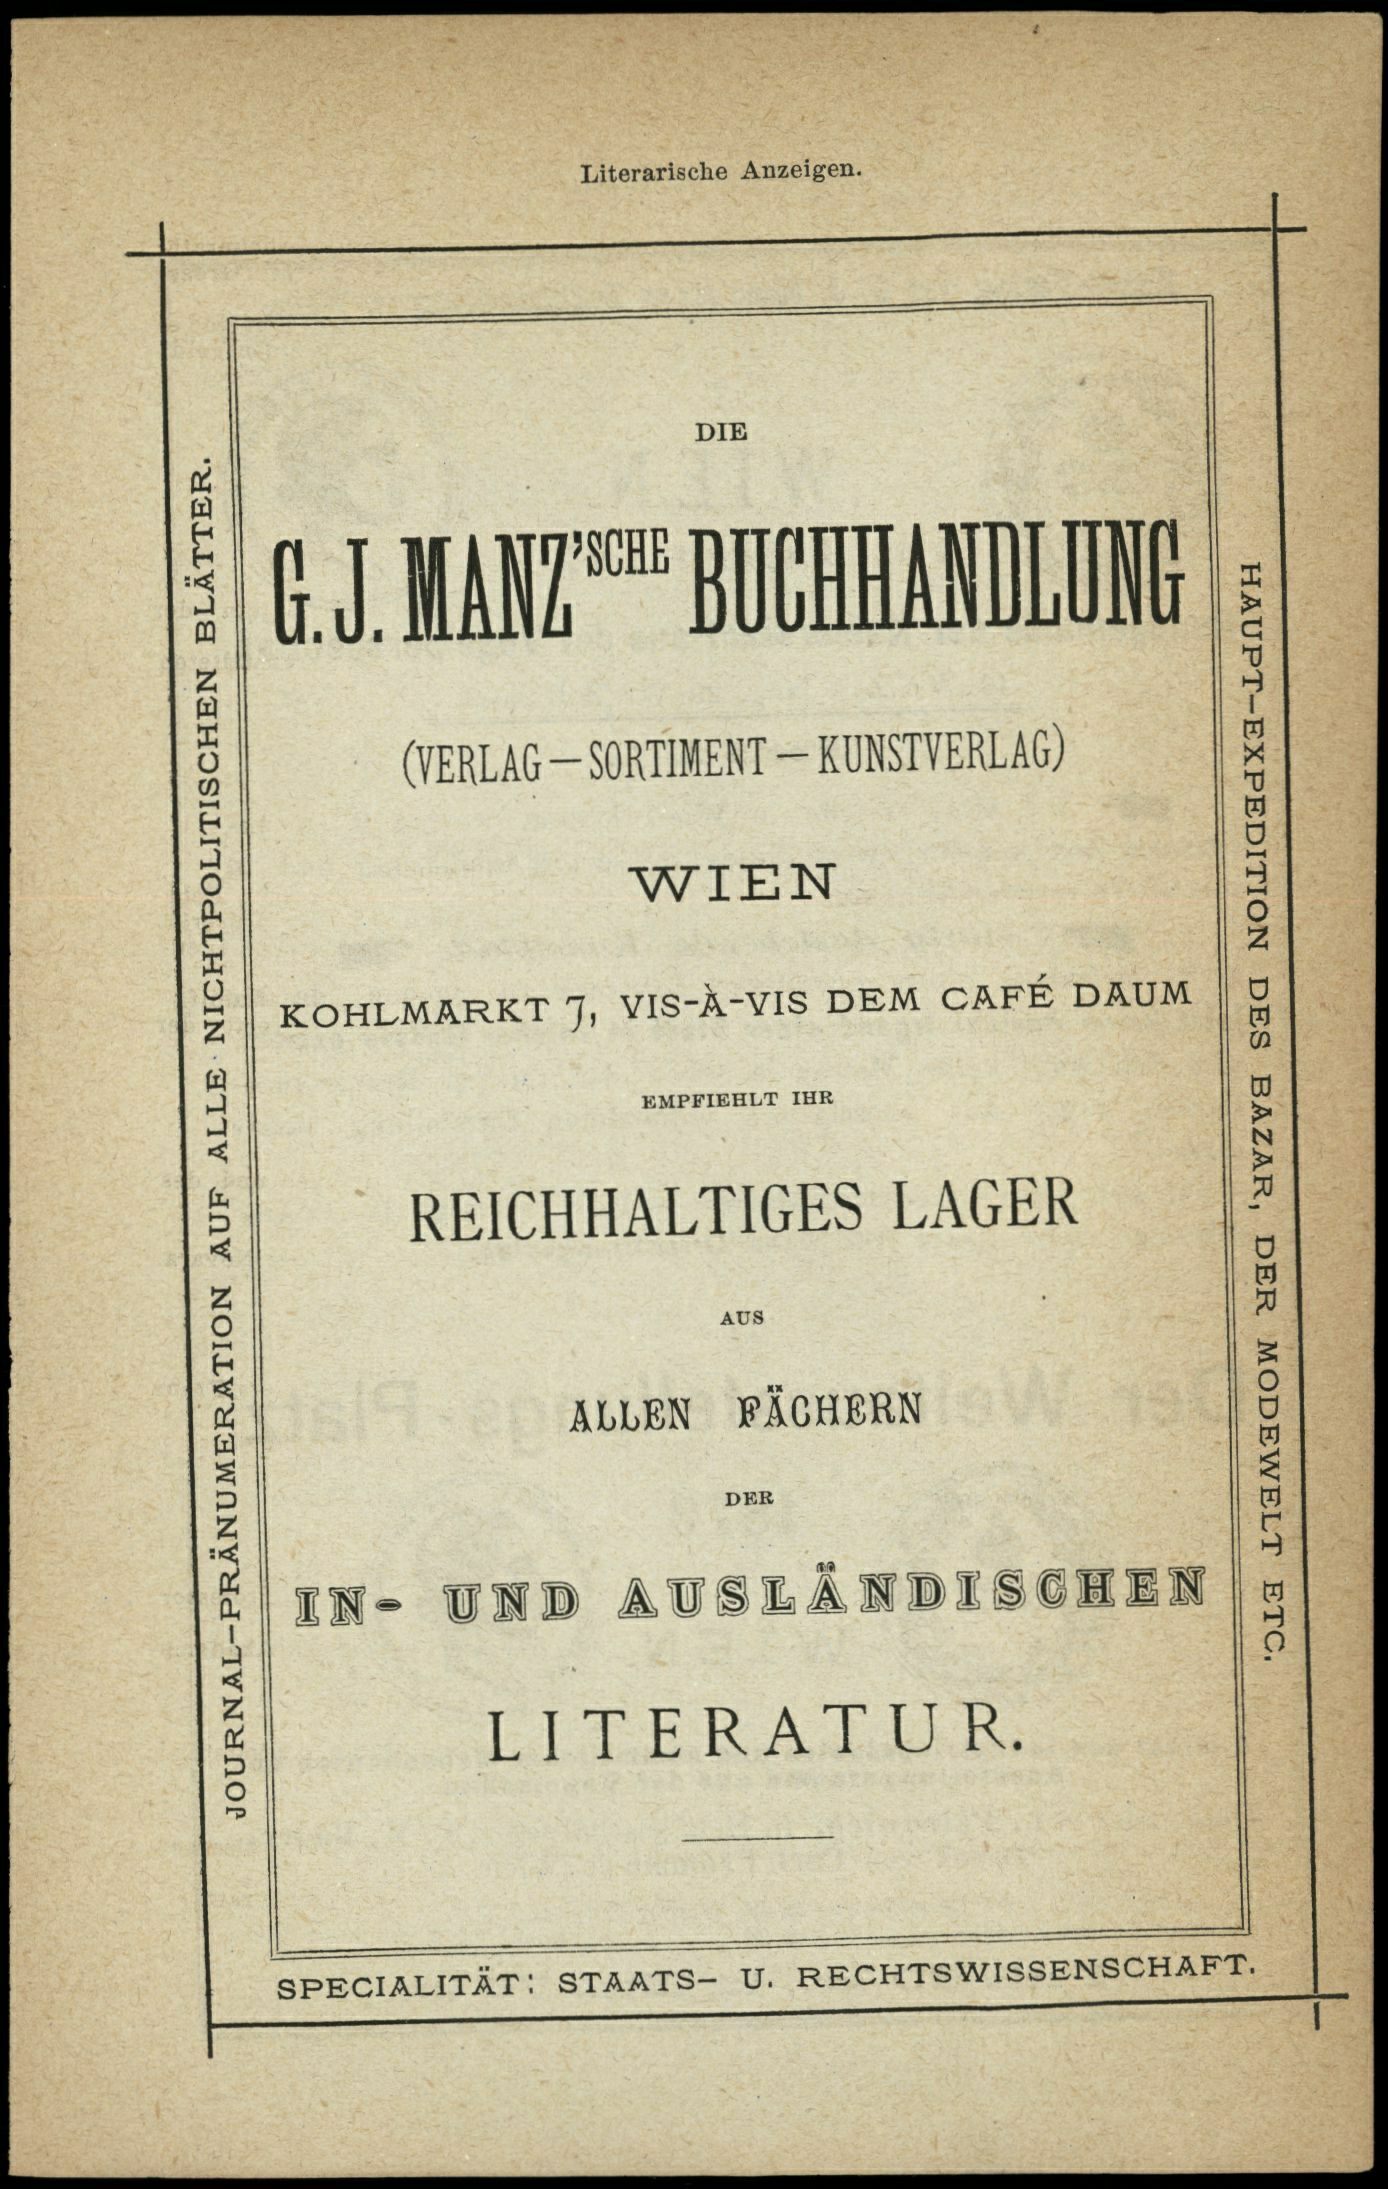 Literarische Anzeigen.
DIE
G. J. MANZ'SCHE BUCHHANDLUNG
(VERLAG — SORTIMENT — KUNSTVERLAG)
WIEN
KOHLMARKT 7, VIS-À-VIS DEM CAFÉ DAUM
EMPFIEHLT IHR
REICHHALTIGES LAGER
AUS
ALLEN FÄCHERN
DER
IN- UND AUSLÄNDISCHEN
LITERATUR.
JOURNAL-PRÄNUMERATION AUF ALLE NICHTPOLITISCHEN BLÄTTER.
HAUPT-EXPEDITION DES BAZAR, DER MODEWELT ETC.
SPECIALITÄT: STAATS- U. RECHTSWISSENSCHAFT.